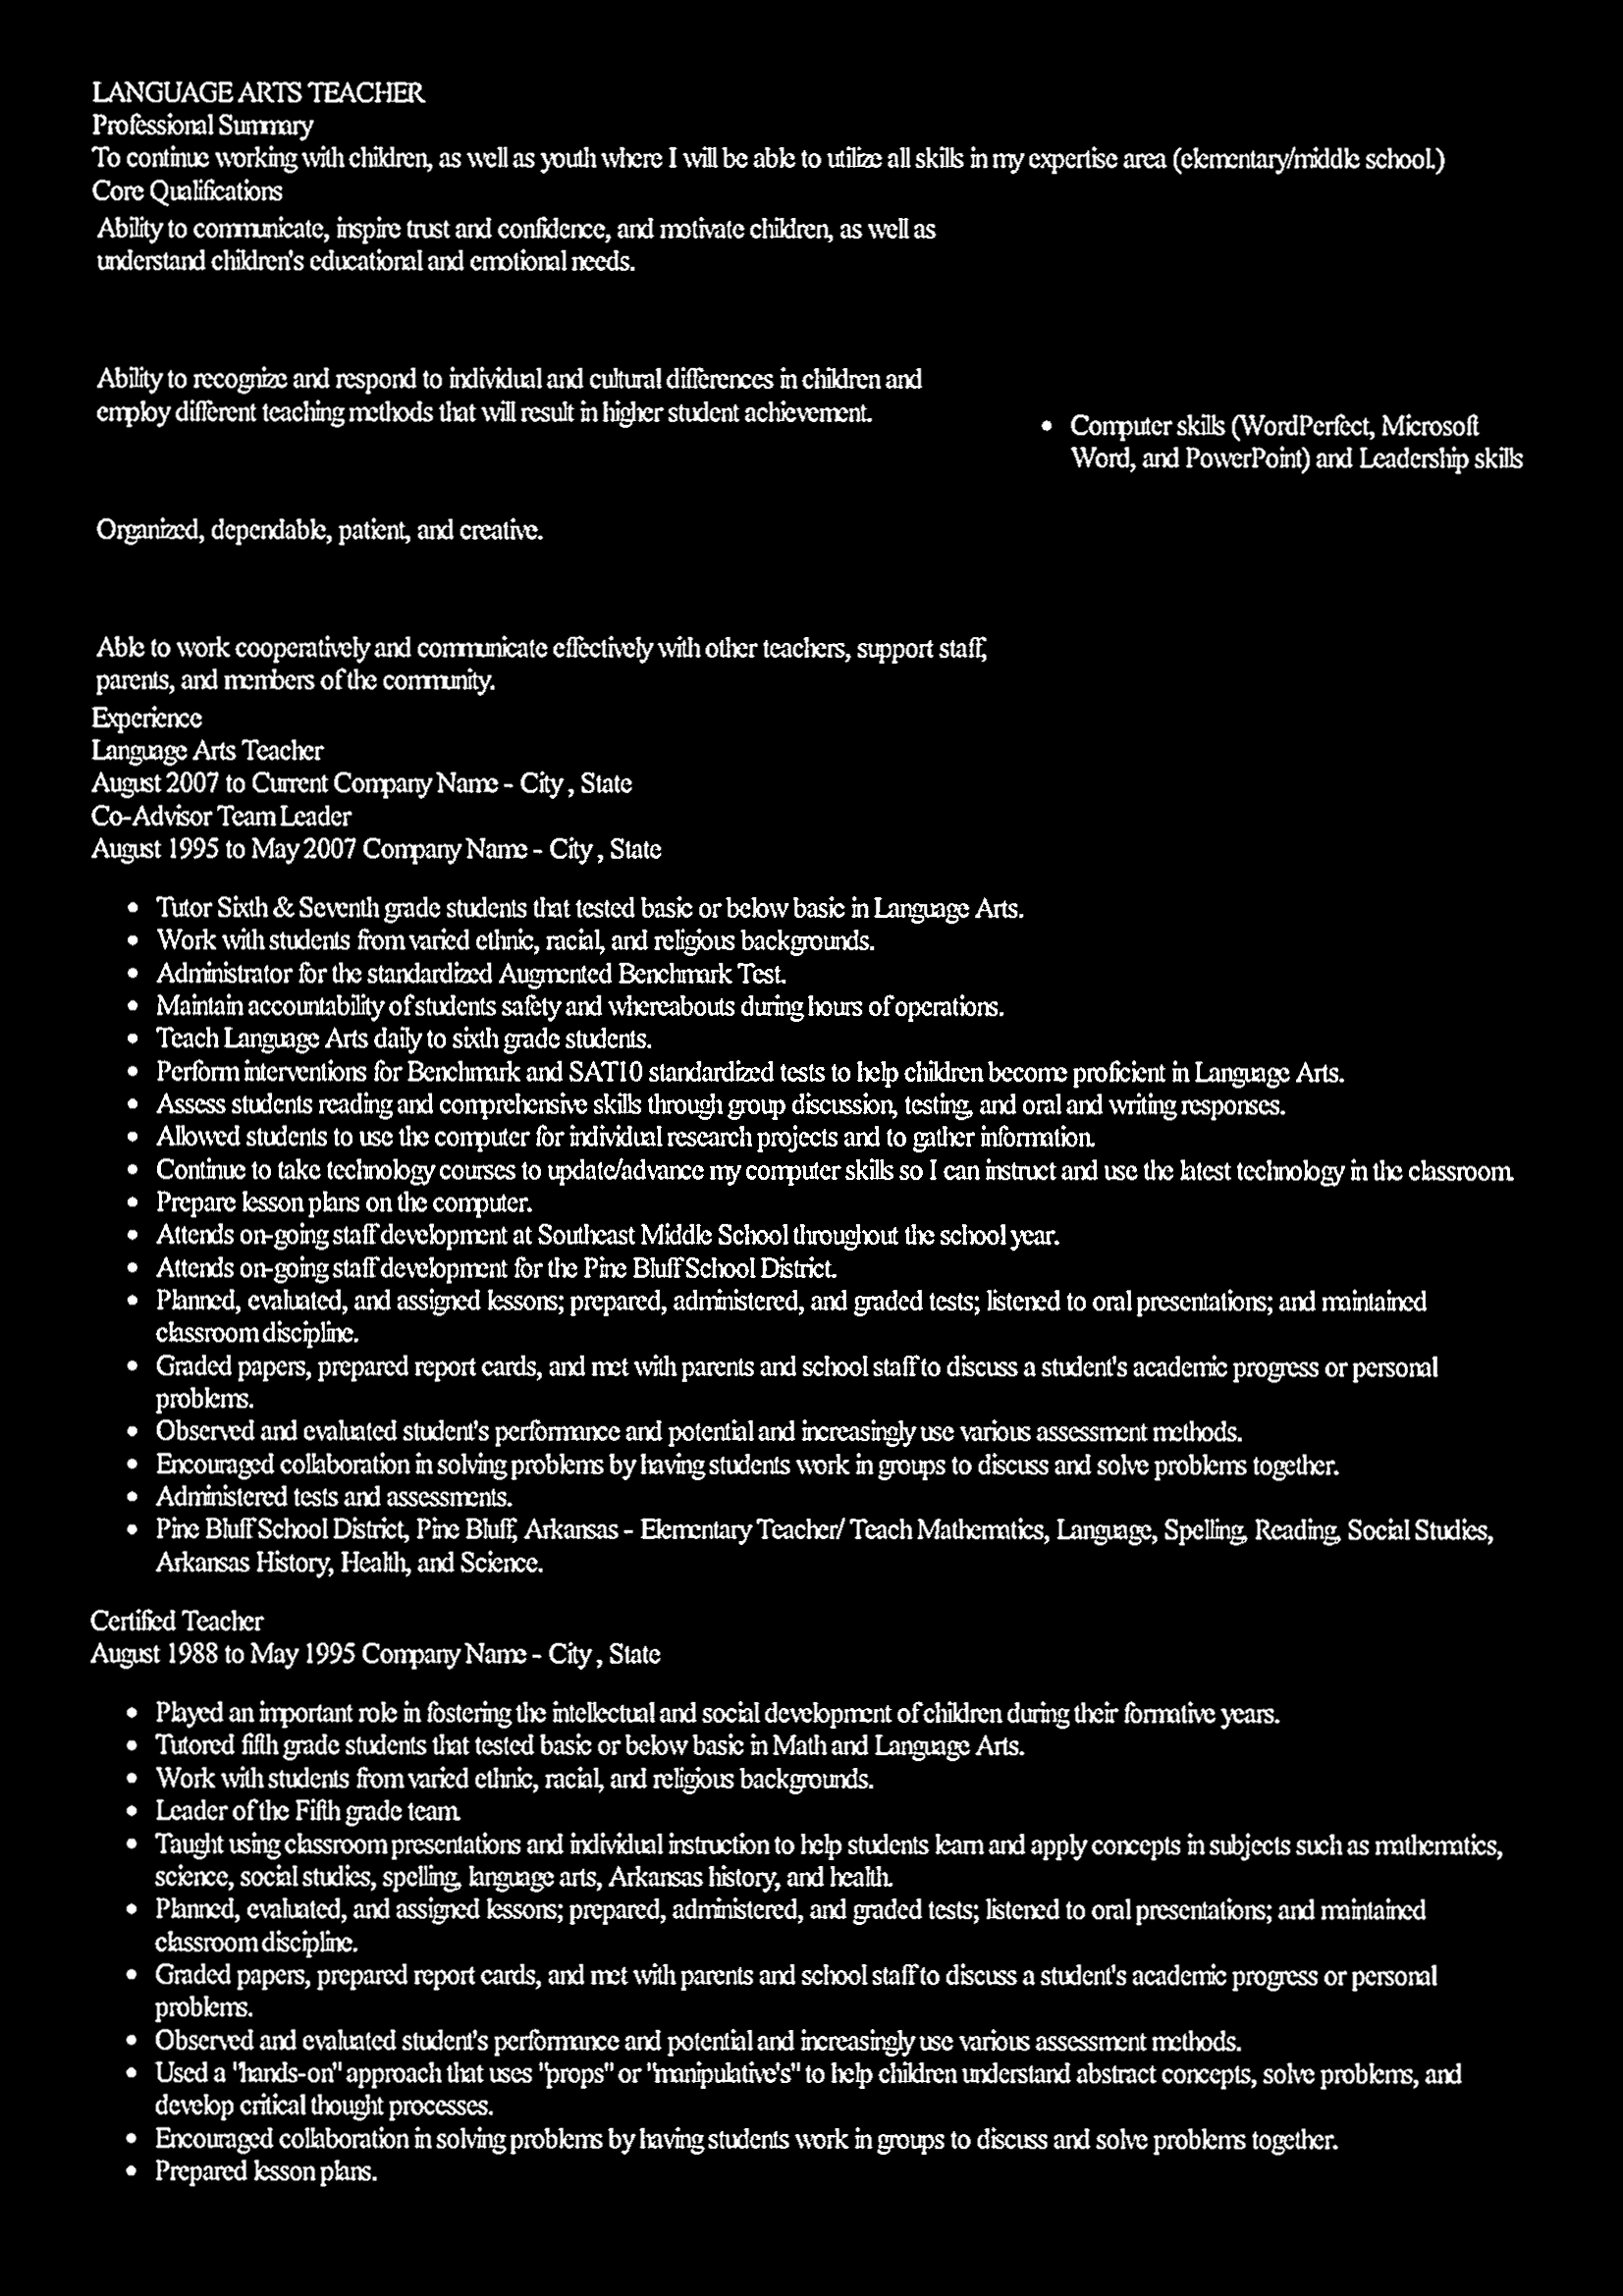 LANGUAGE ARTS TEACHER
Professional Summary
To continue working with children, as well as youth where I will be able to utilize all skills in my expertise area (elementary/middle school.)
Core Qualifications
Ability to communicate, inspire trust and confidence, and motivate children, as well as
understand children's educational and emotional needs.
Ability to recognize and respond to individual and cultural differences in children and
employ different teaching methods that will result in higher student achievement.
Organized, dependable, patient, and creative.
Able to work cooperatively and communicate effectively with other teachers, support staff,
parents, and members of the community.
• Computer skills (WordPerfect, Microsoft
Word, and PowerPoint) and Leadership skills
Experience
Language Arts Teacher
August 2007 to Current Company Name - City , State
Co-Advisor Team Leader
August 1995 to May 2007 Company Name - City , State
• Tutor Sixth & Seventh grade students that tested basic or below basic in Language Arts.
• Work with students from varied ethnic, racial, and religious backgrounds.
• Administrator for the standardized Augmented Benchmark Test.
• Maintain accountability of students safety and whereabouts during hours of operations.
• Teach Language Arts daily to sixth grade students.
• Perform interventions for Benchmark and SAT10 standardized tests to help children become proficient in Language Arts.
• Assess students reading and comprehensive skills through group discussion, testing, and oral and writing responses.
• Allowed students to use the computer for individual research projects and to gather information.
• Continue to take technology courses to update/advance my computer skills so I can instruct and use the latest technology in the classroom.
• Prepare lesson plans on the computer.
• Attends on-going staff development at Southeast Middle School throughout the school year.
• Attends on-going staff development for the Pine Bluff School District.
• Planned, evaluated, and assigned lessons; prepared, administered, and graded tests; listened to oral presentations; and maintained
classroom discipline.
• Graded papers, prepared report cards, and met with parents and school staff to discuss a student's academic progress or personal
problems.
• Observed and evaluated student's performance and potential and increasingly use various assessment methods.
• Encouraged collaboration in solving problems by having students work in groups to discuss and solve problems together.
• Administered tests and assessments.
• Pine Bluff School District, Pine Bluff, Arkansas - Elementary Teacher/ Teach Mathematics, Language, Spelling, Reading, Social Studies,
Arkansas History, Health, and Science.
Certified Teacher
August 1988 to May 1995 Company Name - City , State
• Played an important role in fostering the intellectual and social development of children during their formative years.
• Tutored fifth grade students that tested basic or below basic in Math and Language Arts.
• Work with students from varied ethnic, racial, and religious backgrounds.
• Leader of the Fifth grade team.
• Taught using classroom presentations and individual instruction to help students learn and apply concepts in subjects such as mathematics,
science, social studies, spelling, language arts, Arkansas history, and health.
• Planned, evaluated, and assigned lessons; prepared, administered, and graded tests; listened to oral presentations; and maintained
classroom discipline.
• Graded papers, prepared report cards, and met with parents and school staff to discuss a student's academic progress or personal
problems.
• Observed and evaluated student's performance and potential and increasingly use various assessment methods.
• Used a "hands-on" approach that uses "props" or "manipulative's" to help children understand abstract concepts, solve problems, and
develop critical thought processes.
• Encouraged collaboration in solving problems by having students work in groups to discuss and solve problems together.
• Prepared lesson plans.